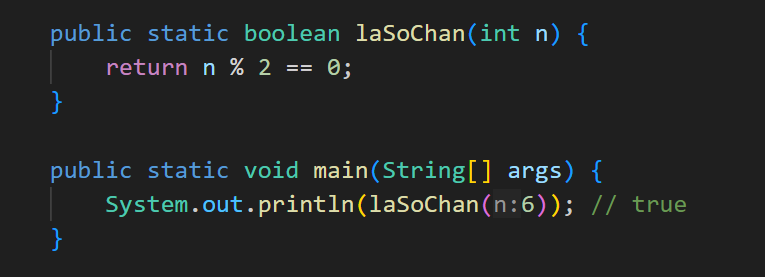 public static boolean laSoChan(int n) {
    return n % 2 == 0;
}
public static void main(String[] args) {
    System.out.println(laSoChan(n:6)); // true
}